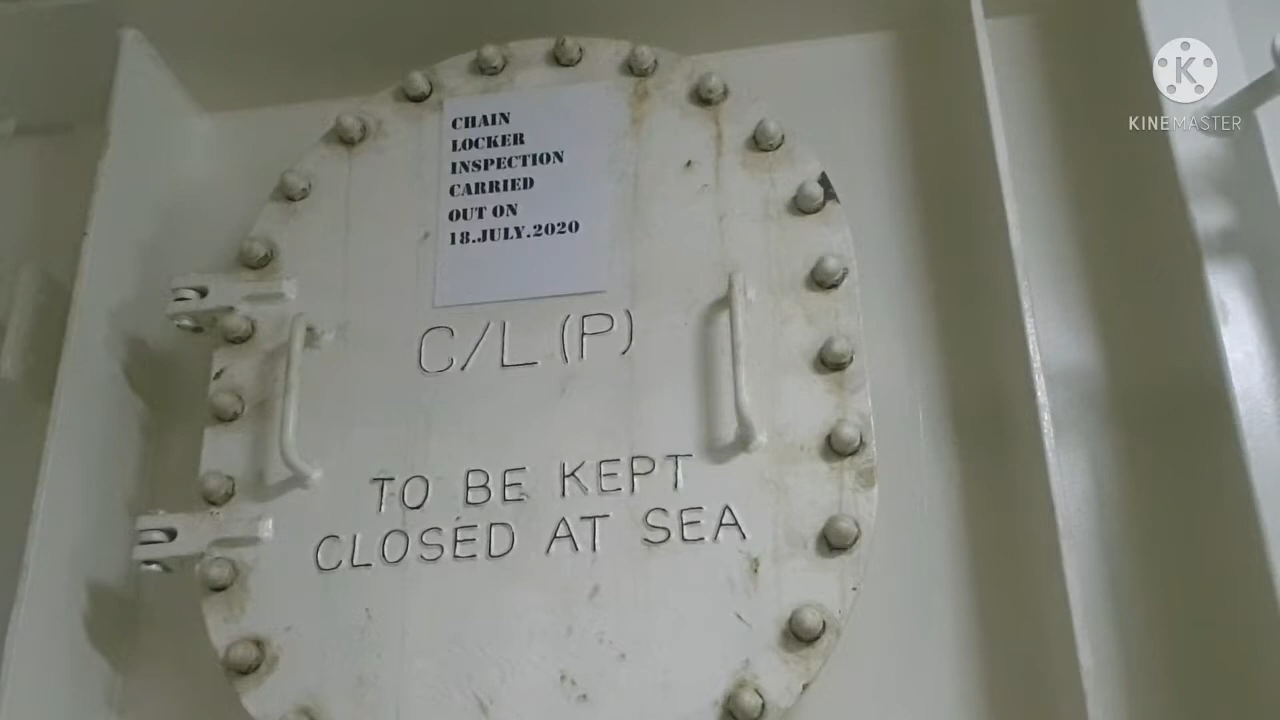 CHAIN
LOCKER
INSPECTION
CARRIED
OUT ON
18.JULY.2020
C/L (P)
TO BE KEPT
CLOSED AT SEA
K
KINEMASTER